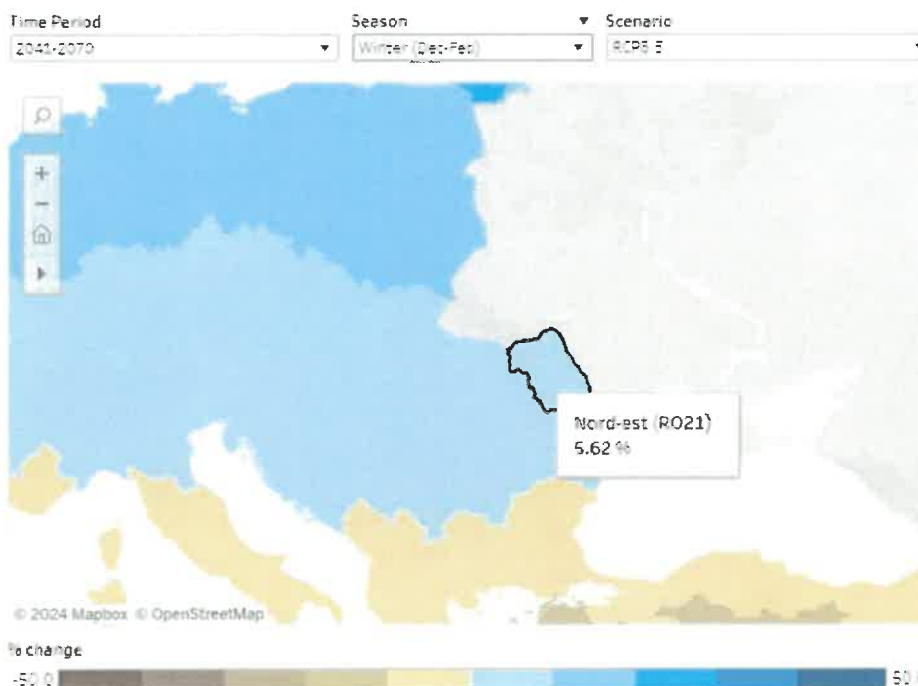 Time Period
Season
Scenario
2041-2070
Winter (Dec-Feb)
Nord-est (RO21)
5.62 %
© 2024 Mapbox © OpenStreetMap
% change
-50.0